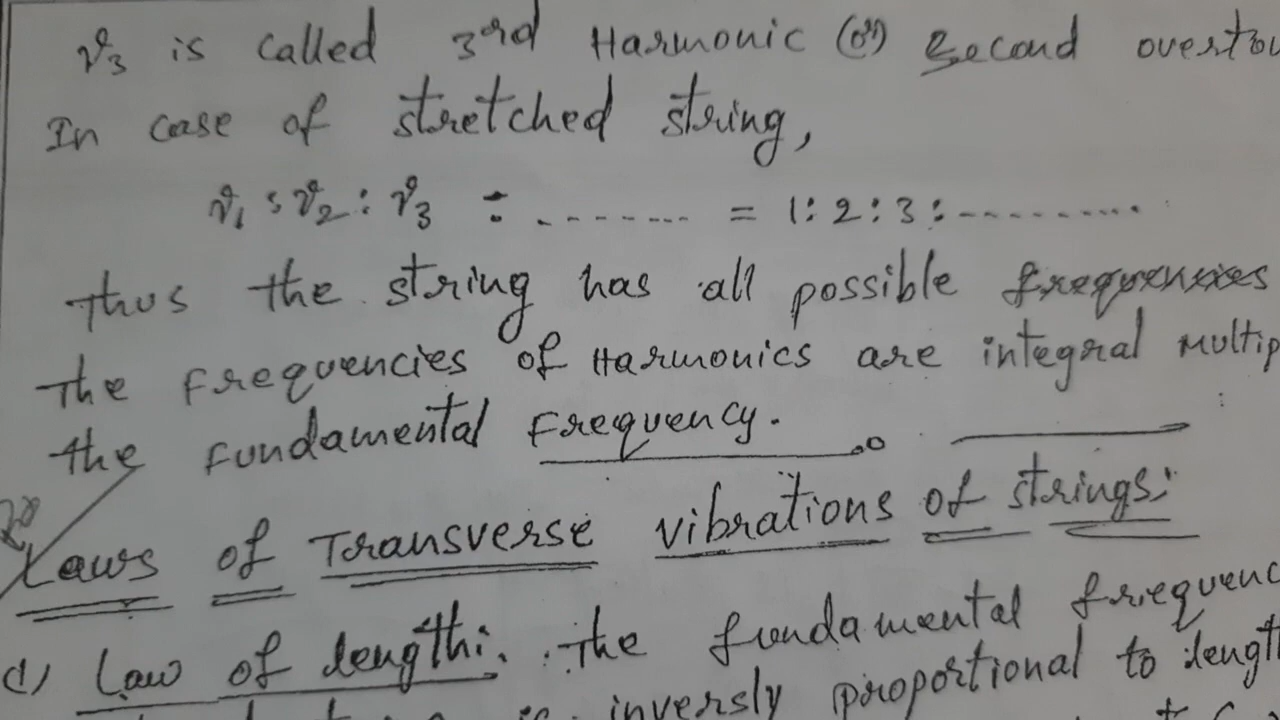 ν₃ is called 3rd Harmonic (or) Second overto
In case of stretched string,
ν₁ : ν₂ : ν₃ : ........ = 1 : 2 : 3 : ..........
Thus the string has all possible frequencies
The Frequencies of Harmonics are integral Multip
the Fundamental Frequency.
Laws of Transverse vibrations of strings:
Law of length: The fundamental frequenc
is inversly proportional to lengt